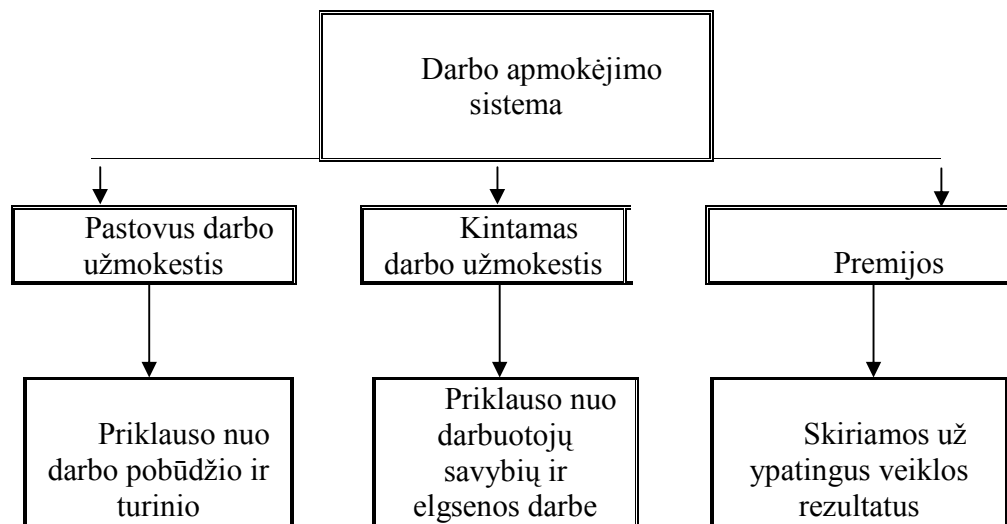 Darbo apmokėjimo
sistema
Pastovus darbo
užmokestis
Kintamas
darbo užmokestis
Premijos
Priklauso nuo
darbo pobūdžio ir
turinio
Priklauso nuo
darbuotojų
savybių ir
elgsenos darbe
Skiriamos už
ypatingus veiklos
rezultatus